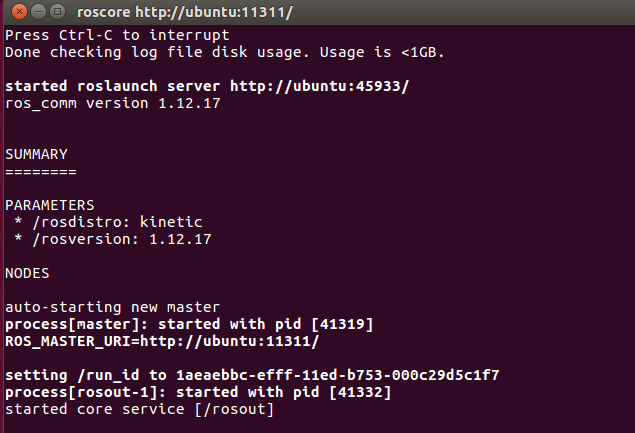 roscore http://ubuntu:11311/
Press Ctrl-C to interrupt
Done checking log file disk usage. Usage is <1GB.
started roslaunch server http://ubuntu:45933/
ros_comm version 1.12.17
SUMMARY
========
PARAMETERS
* /rosdistro: kinetic
* /rosversion: 1.12.17
NODES
auto-starting new master
process[master]: started with pid [41319]
ROS_MASTER_URI=http://ubuntu:11311/
setting /run_id to 1aeaebbc-efff-11ed-b753-000c29d5c1f7
process[rosout-1]: started with pid [41332]
started core service [/rosout]